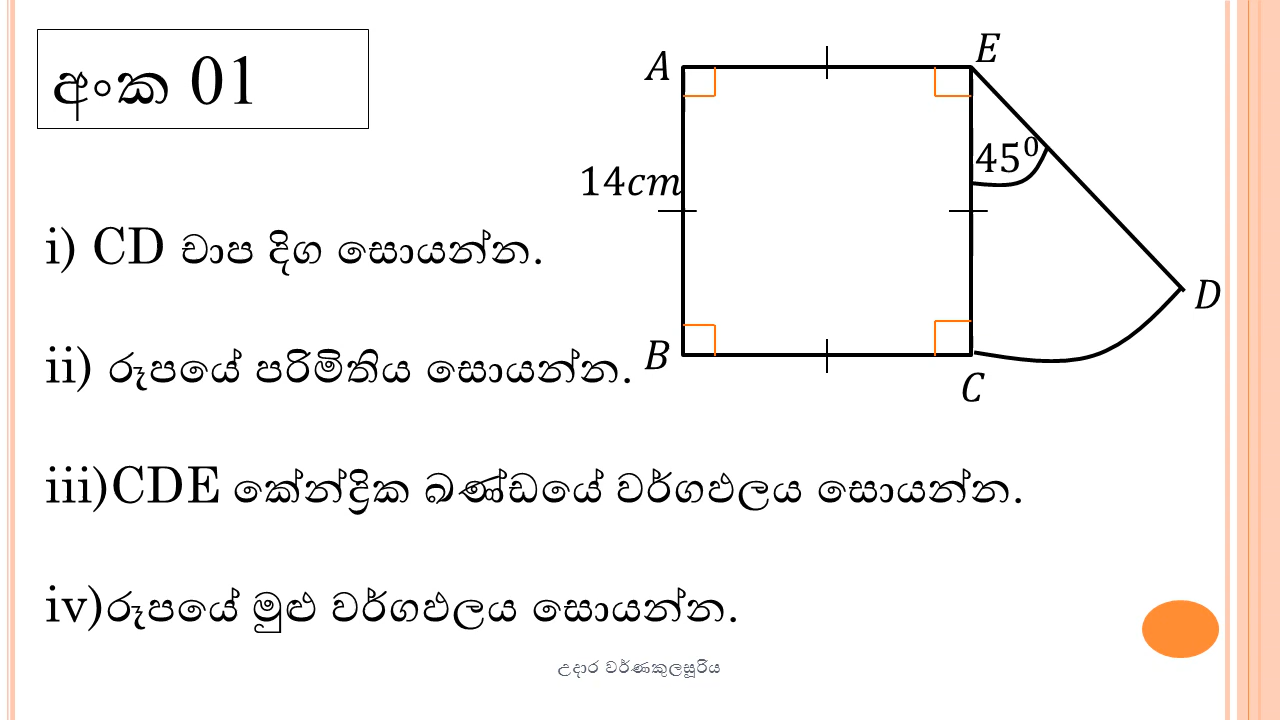 අංක 01
A
E
45⁰
14cm
i) CD චාප දිග සොයන්න.
D
ii) රූපයේ පරිමිතිය සොයන්න.
B
C
iii)CDE කේන්ද්‍රික ඛණ්ඩයේ වර්ගඵලය සොයන්න.
iv)රූපයේ මුළු වර්ගඵලය සොයන්න.
උදාර වර්ණකුලසූරිය